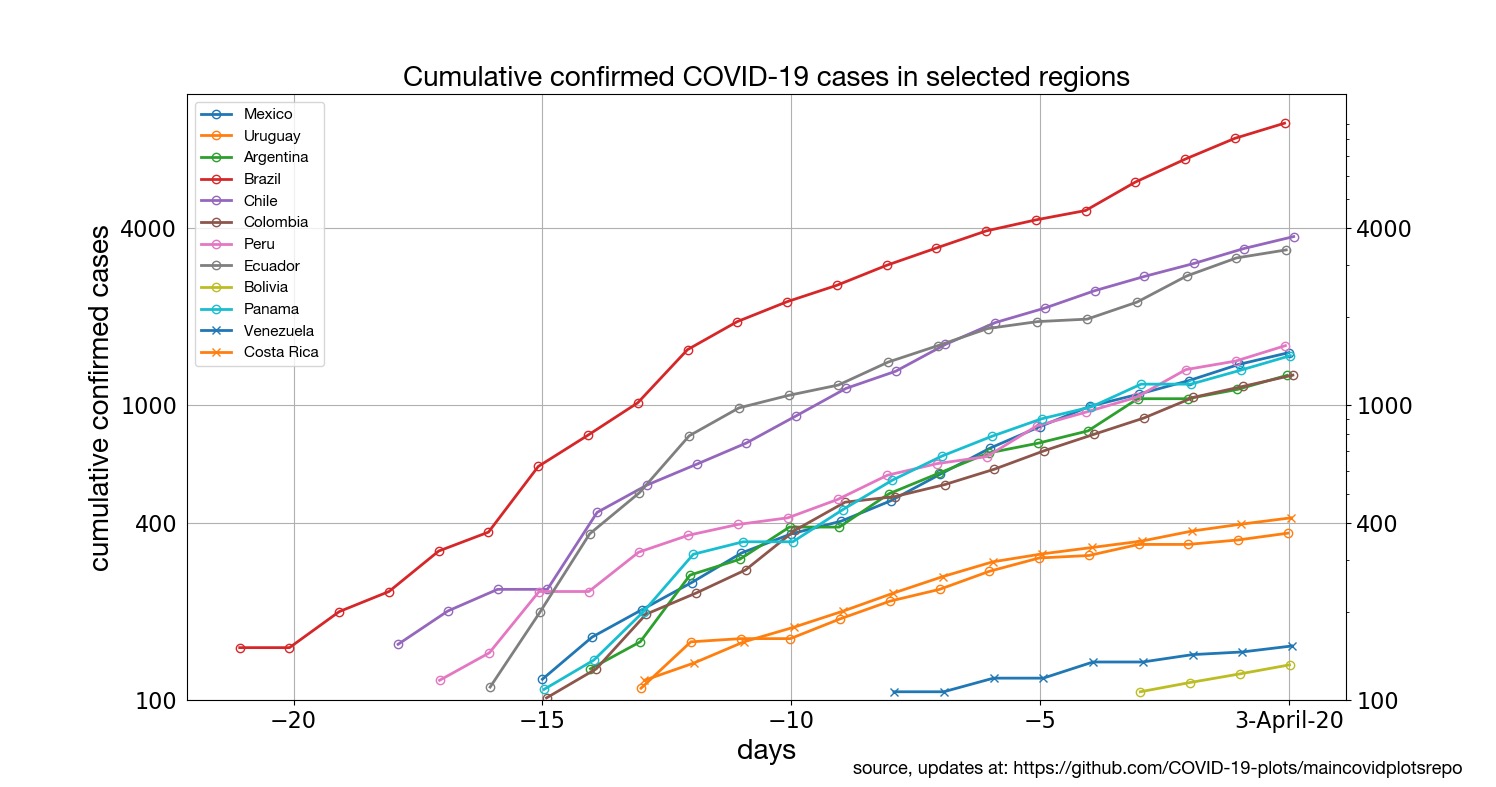 Cumulative confirmed COVID-19 cases in selected regions
Mexico
Uruguay
Argentina
Brazil
Chile
Colombia
Peru
Ecuador
Bolivia
Panama
Venezuela
Costa Rica
cumulative confirmed cases
4000
1000
400
100
4000
1000
400
100
−20
−15
−10
−5
3-April-20
days
source, updates at: https://github.com/COVID-19-plots/maincovidplotsrepo